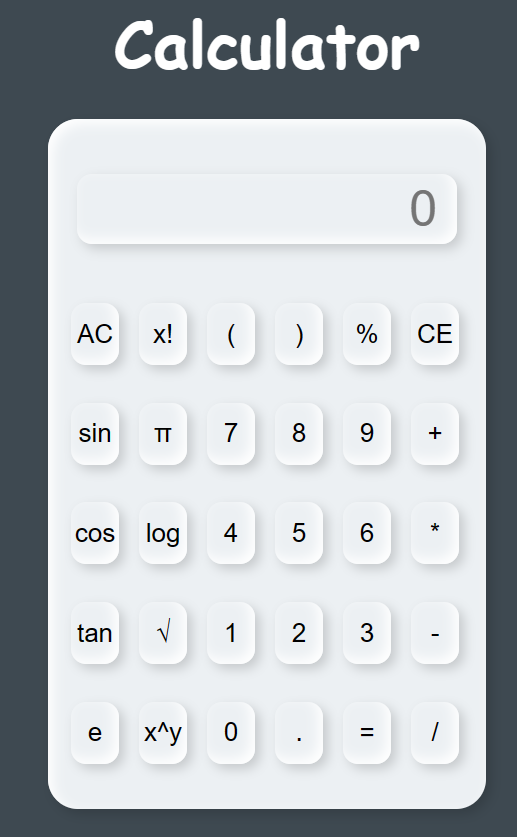 Calculator
0
AC x! ( ) % CE
sin π 7 8 9 +
cos log 4 5 6 *
tan √ 1 2 3 -
e x^y 0 . = /